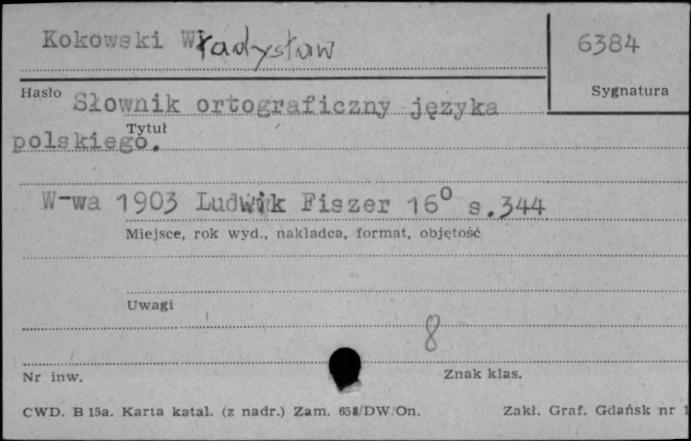 Kokowski Władysław
6384
Hasło
Sygnatura
Słownik ortograficzny języka
Tytuł
polskiego.
W-wa 1903 Ludwik Fiszer 16° s.344
Miejsce, rok wyd., nakładca, format, objętość
Uwagi
8
Nr inw.
Znak klas.
CWD. B 15a. Karta katal. (z nadr.) Zam. 658/DW/On.
Zakł. Graf. Gdańsk nr 1